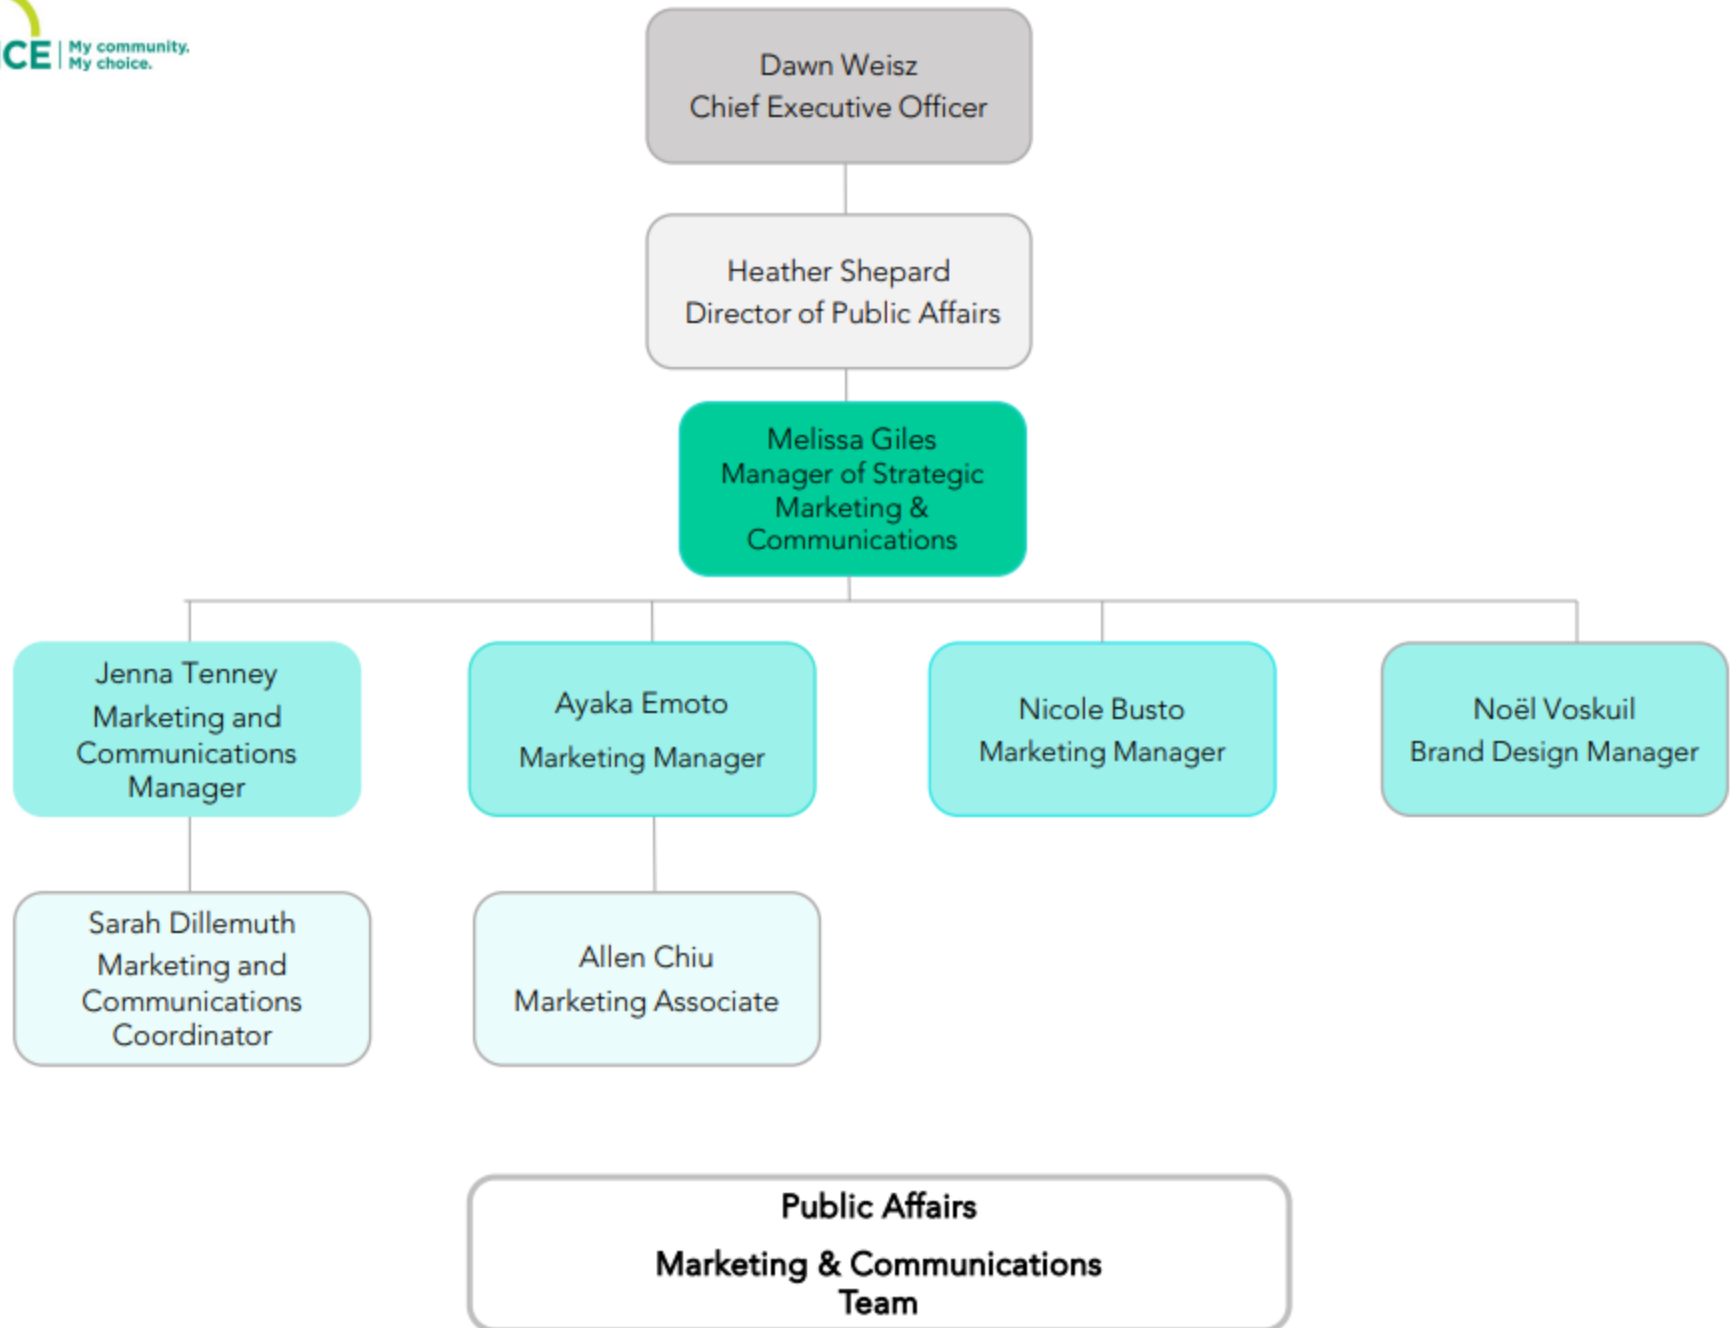 CE
My community.
My choice.
Dawn Weisz
Chief Executive Officer
Heather Shepard
Director of Public Affairs
Melissa Giles
Manager of Strategic
Marketing &
Communications
Jenna Tenney
Marketing and
Communications
Manager
Ayaka Emoto
Marketing Manager
Nicole Busto
Marketing Manager
Noël Voskuil
Brand Design Manager
Sarah Dillemuth
Marketing and
Communications
Coordinator
Allen Chiu
Marketing Associate
Public Affairs
Marketing & Communications
Team